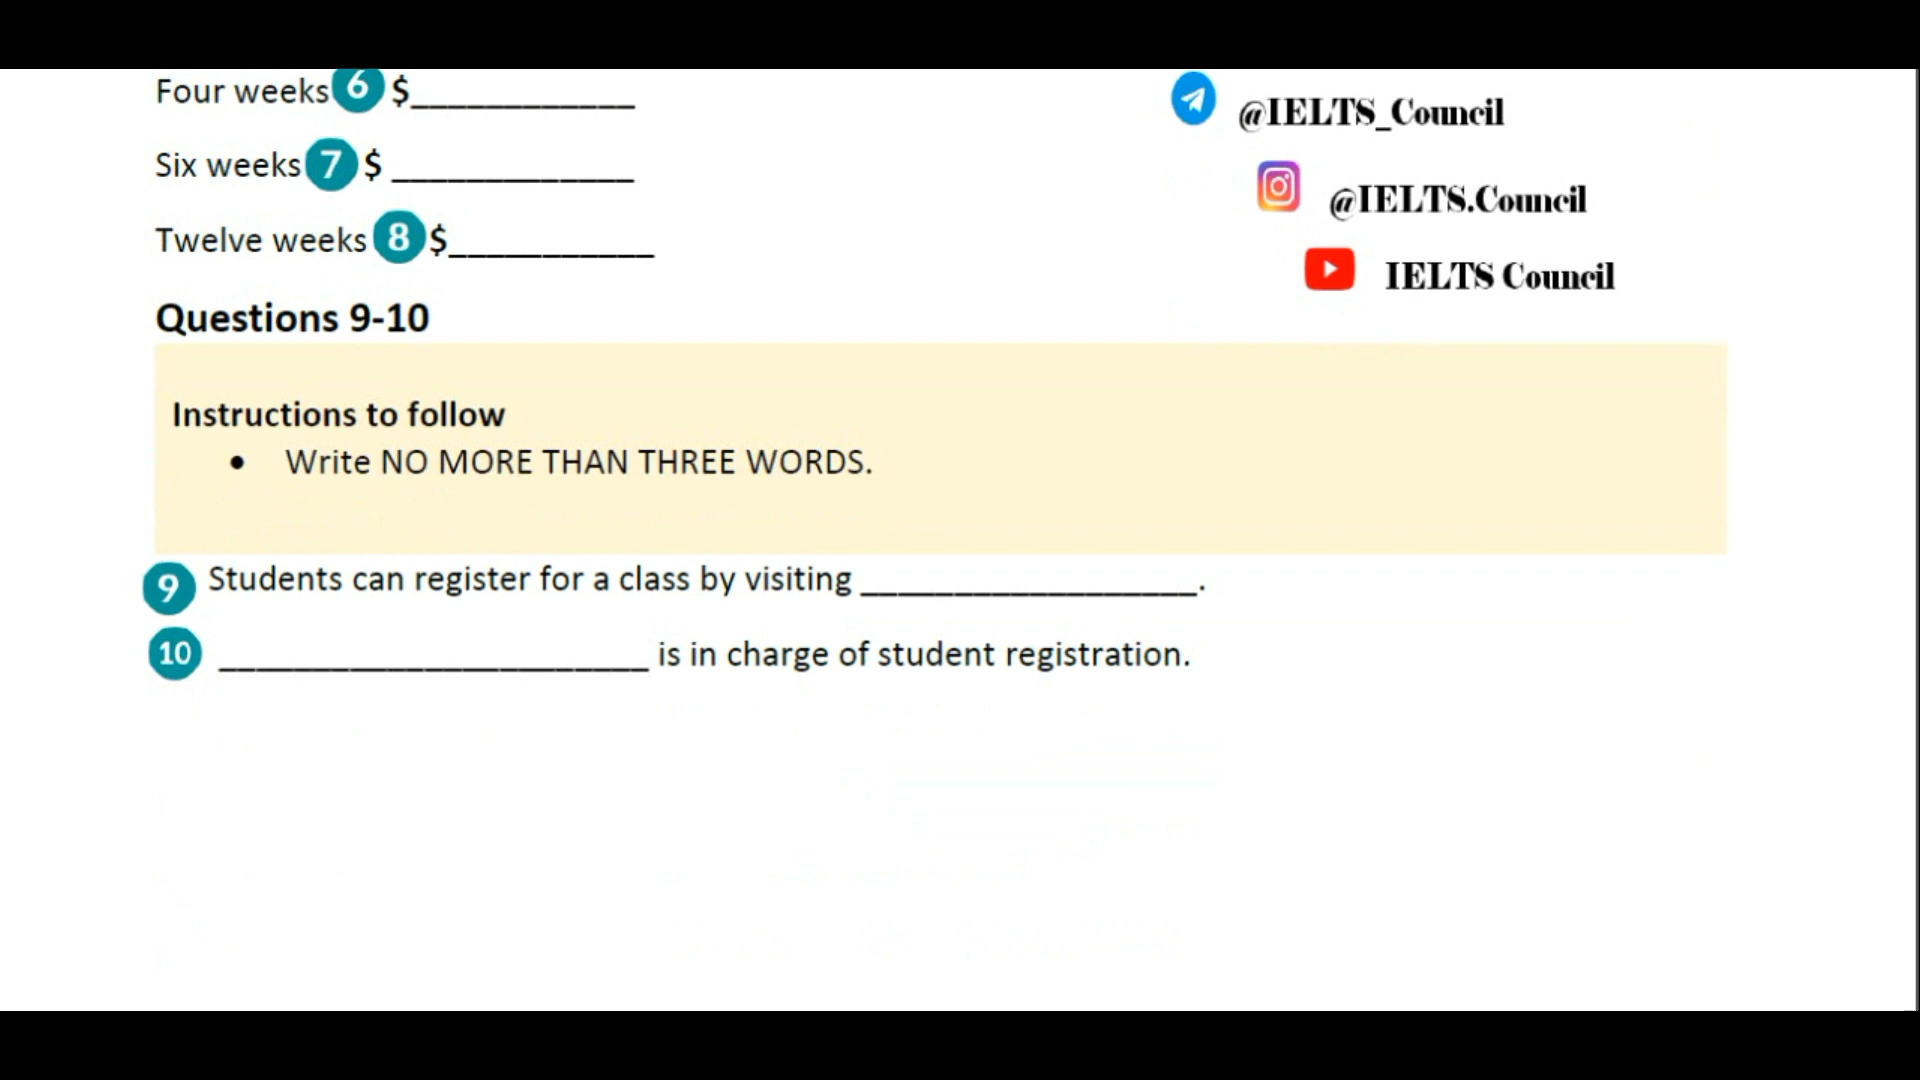 Four weeks 6 $____________
@IELTS_Council
Six weeks 7 $ _____________
@IELTS.Council
Twelve weeks 8 $___________
IELTS Council
Questions 9-10
Instructions to follow
• Write NO MORE THAN THREE WORDS.
9 Students can register for a class by visiting __________________.
10 _______________________ is in charge of student registration.